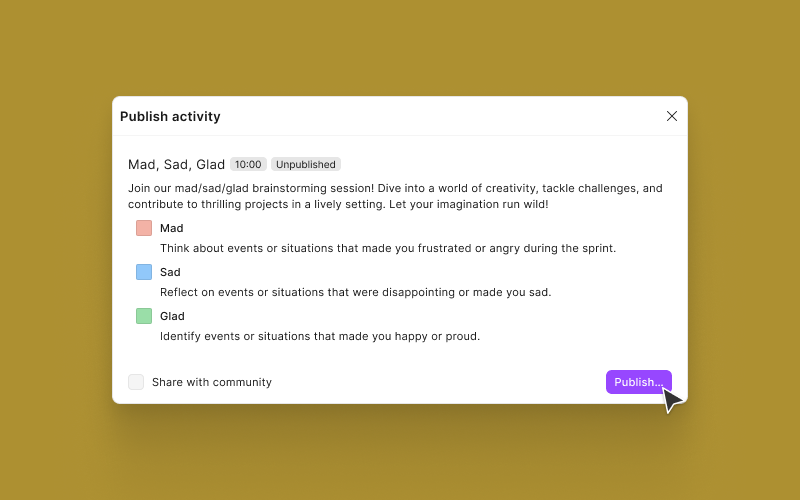 Publish activity
Mad, Sad, Glad 10:00 Unpublished
Join our mad/sad/glad brainstorming session! Dive into a world of creativity, tackle challenges, and
contribute to thrilling projects in a lively setting. Let your imagination run wild!
Mad
Think about events or situations that made you frustrated or angry during the sprint.
Sad
Reflect on events or situations that were disappointing or made you sad.
Glad
Identify events or situations that made you happy or proud.
Share with community Publish...